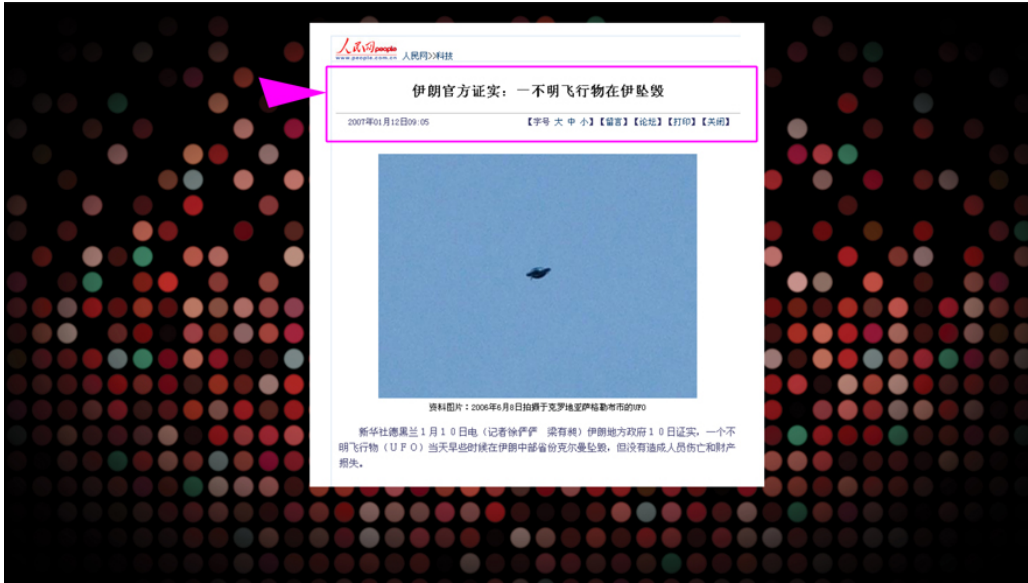 人民网people
www.people.com.cn 人民网>>科技
伊朗官方证实：一不明飞行物在伊坠毁
2007年01月12日09:05 【字号 大 中 小】【留言】【论坛】【打印】【关闭】
资料图片：2006年6月8日拍摄于克罗地亚萨格勒布市的UFO
新华社德黑兰1月10日电（记者徐俨俨 梁有昶）伊朗地方政府10日证实，一个不
明飞行物（UFO）当天早些时候在伊朗中部省份克尔曼坠毁，但没有造成人员伤亡和财产
损失。